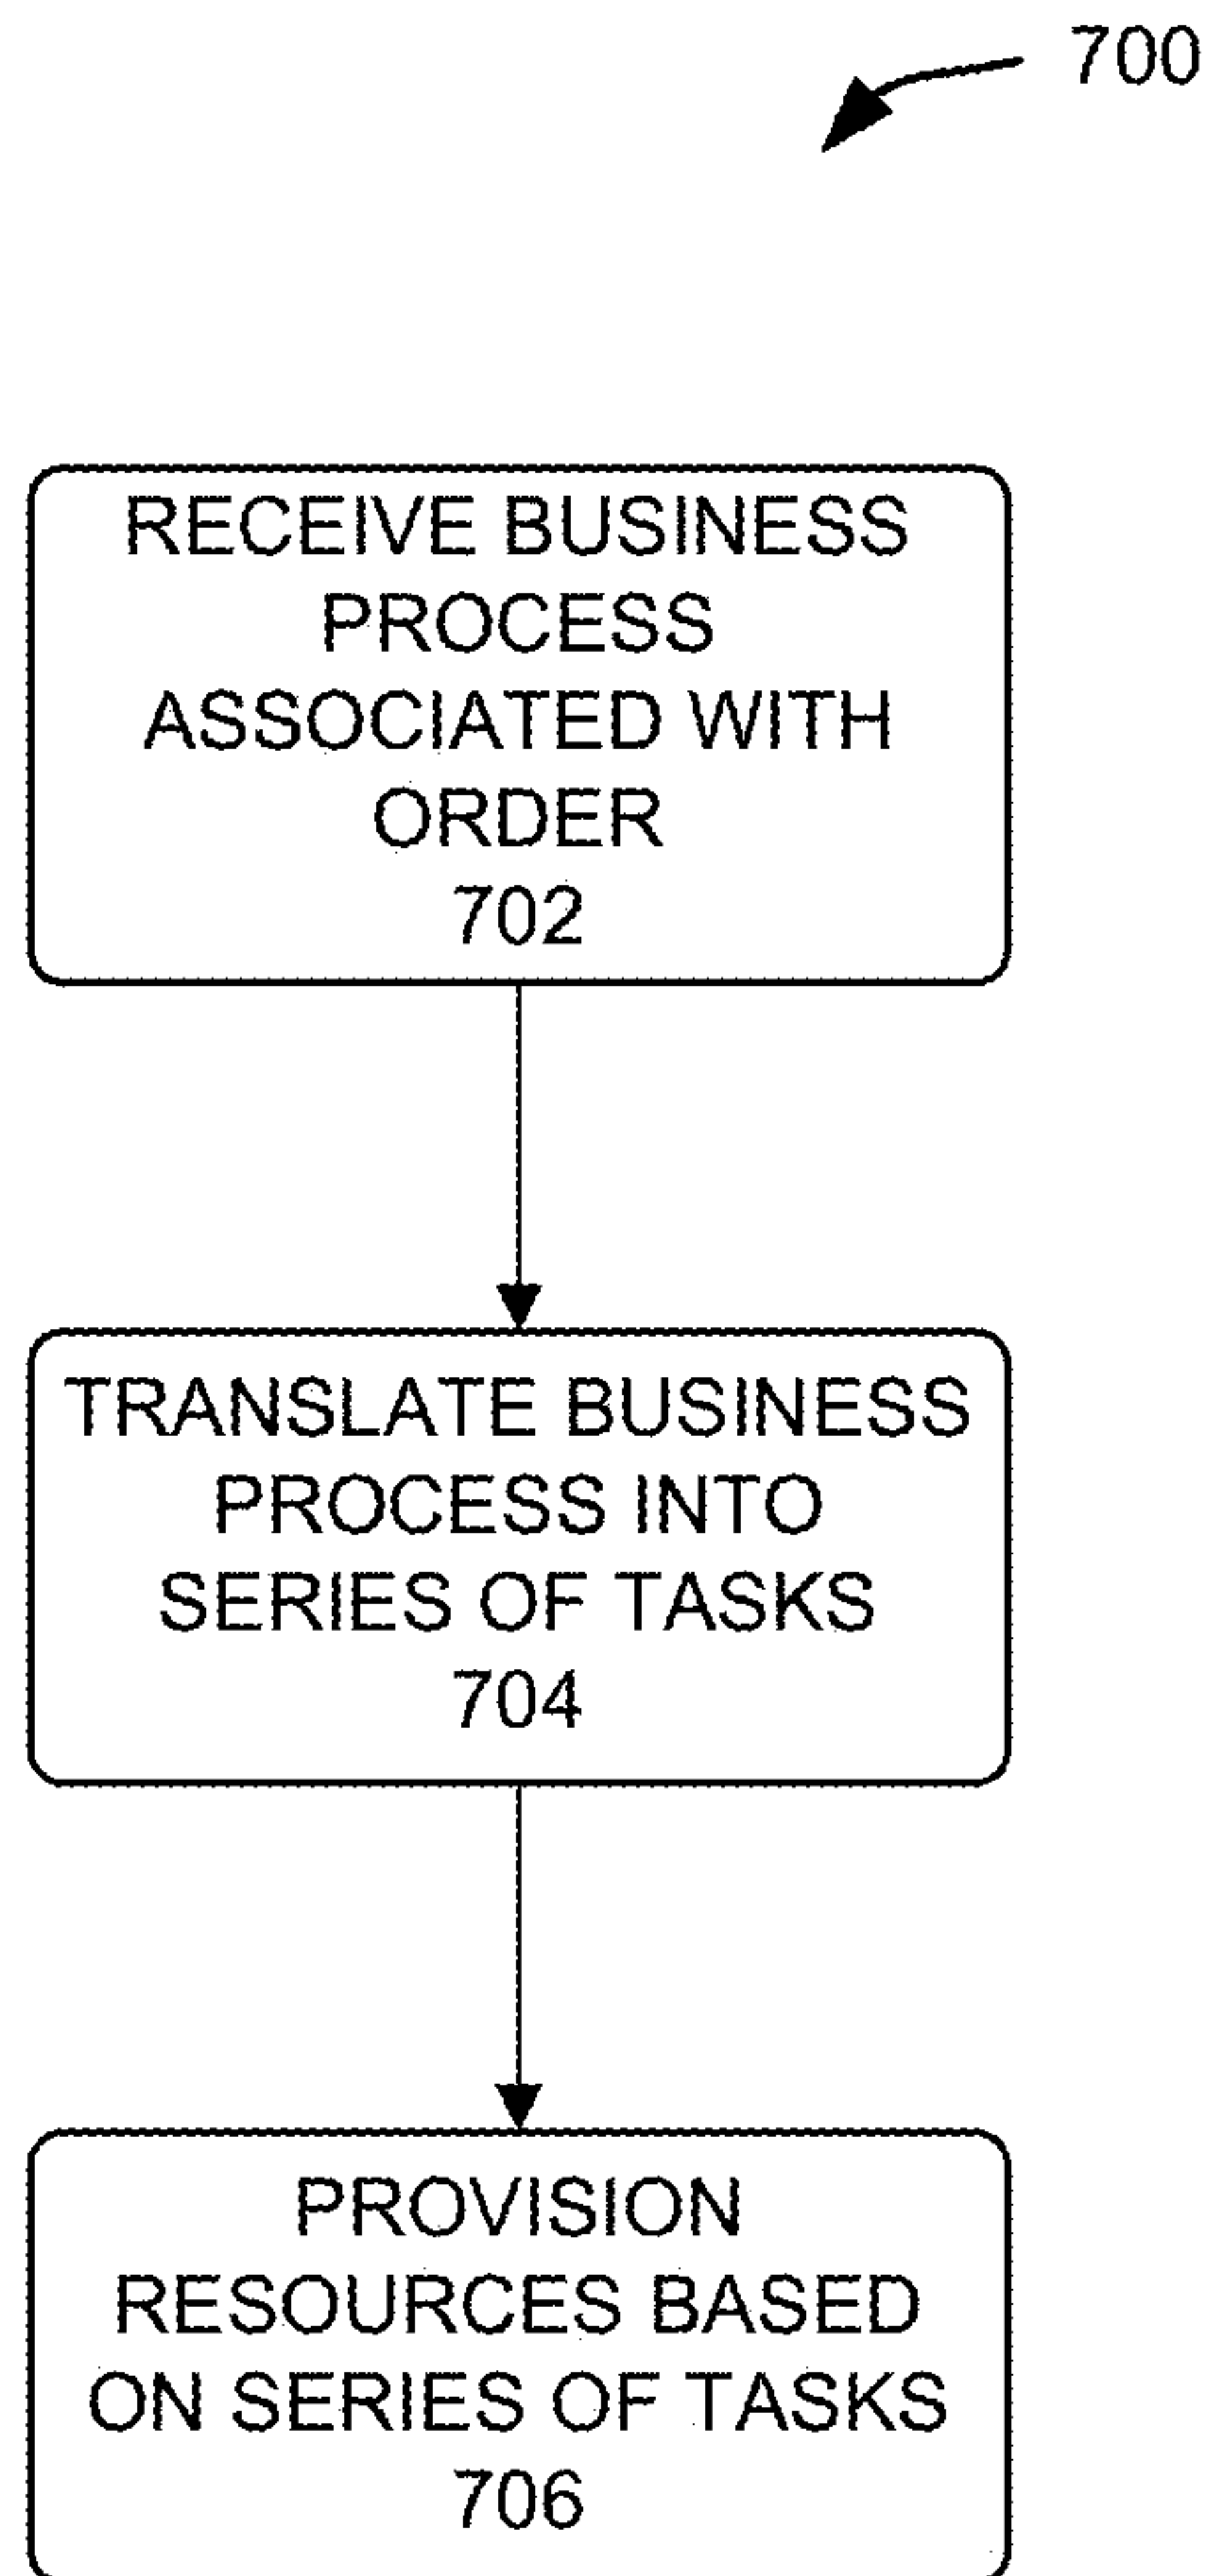 700
RECEIVE BUSINESS
PROCESS
ASSOCIATED WITH
ORDER
702
TRANSLATE BUSINESS
PROCESS INTO
SERIES OF TASKS
704
PROVISION
RESOURCES BASED
ON SERIES OF TASKS
706